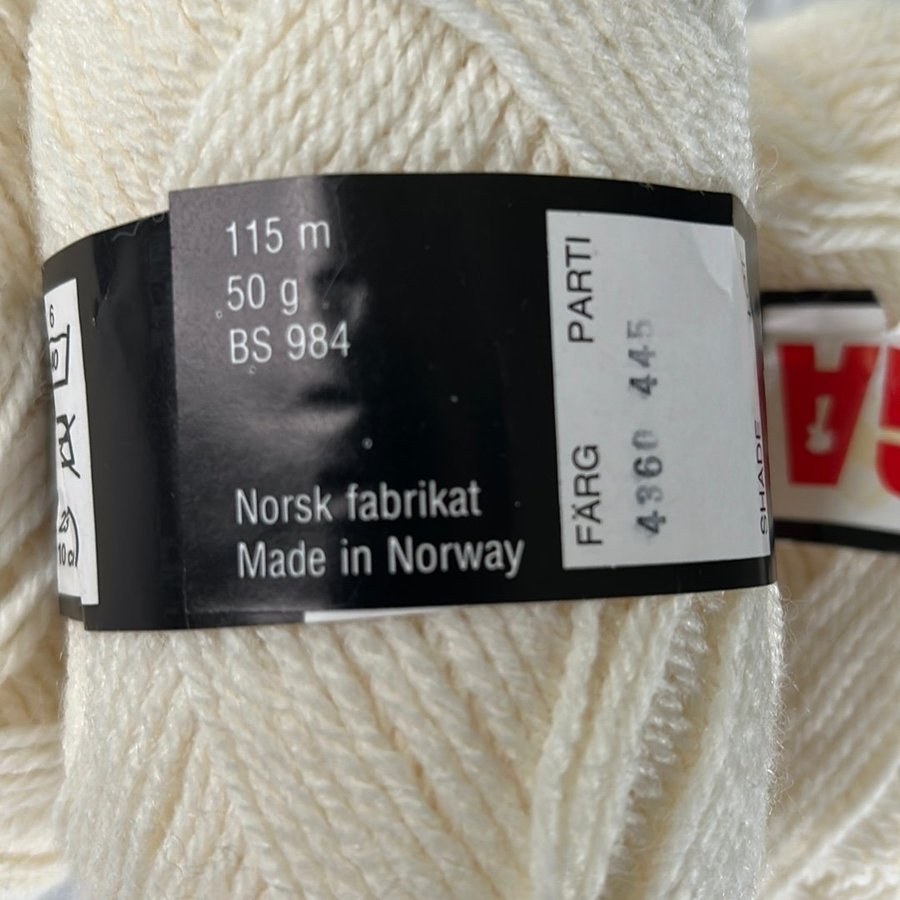 115 m
50 g
BS 984
Norsk fabrikat
Made in Norway
FÄRG PARTI
4360 445
SHADE